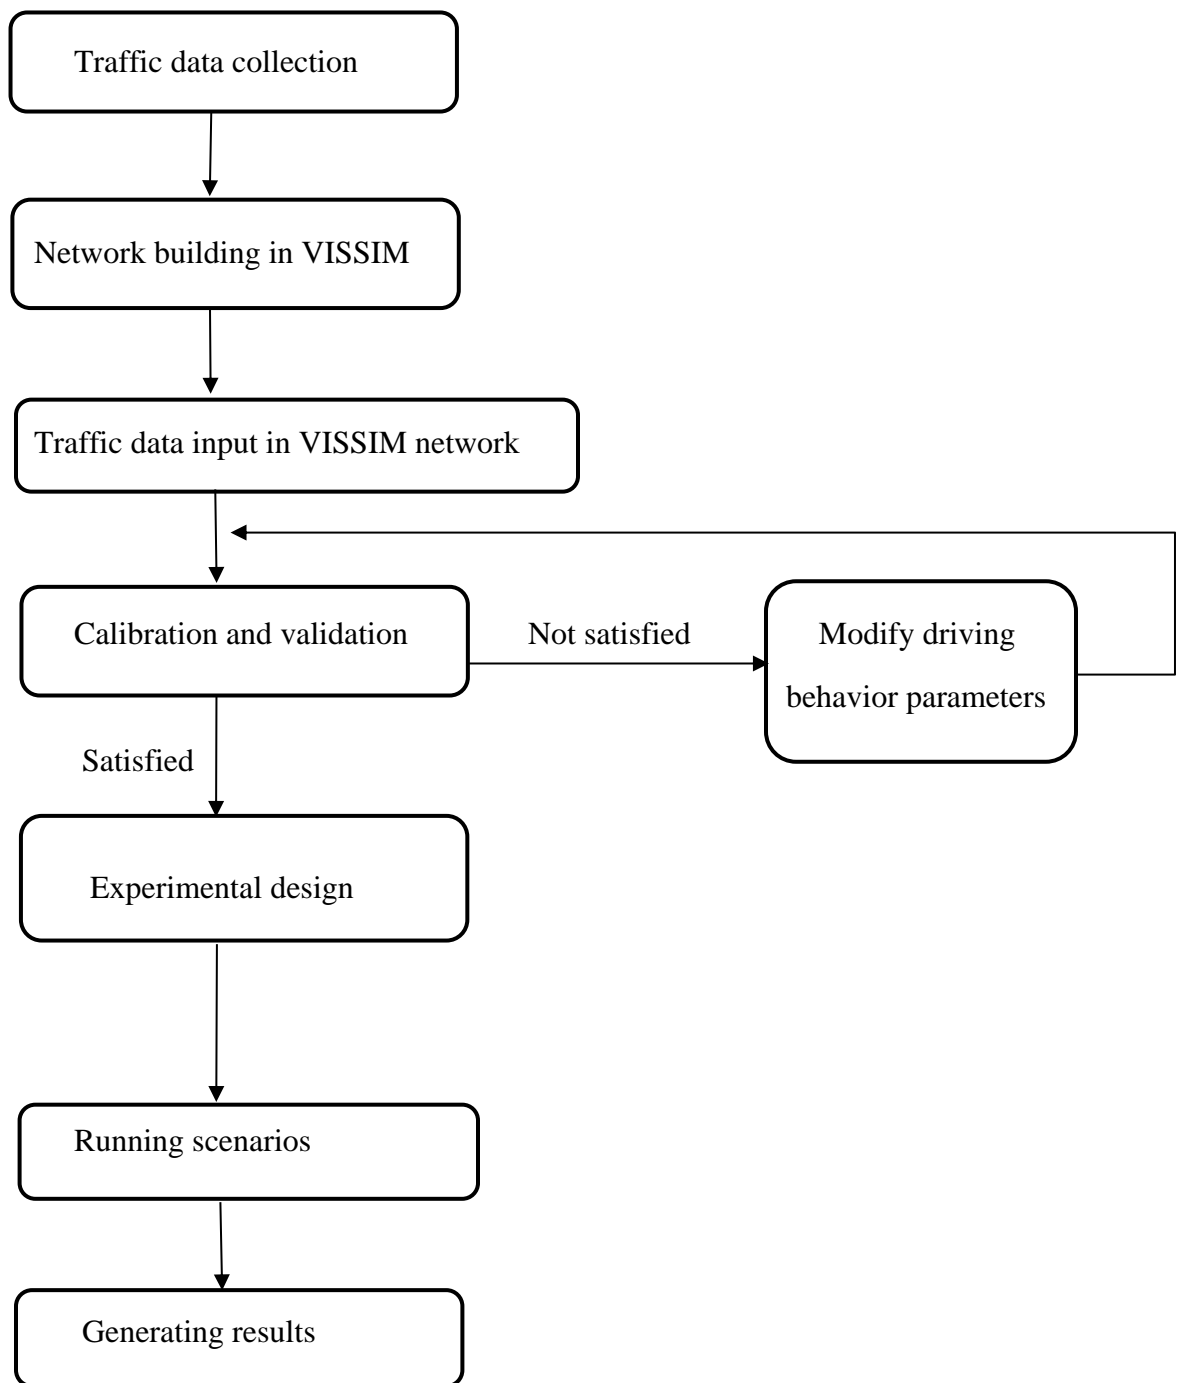 Traffic data collection
Network building in VISSIM
Traffic data input in VISSIM network
Calibration and validation
Not satisfied
Modify driving
behavior parameters
Satisfied
Experimental design
Running scenarios
Generating results